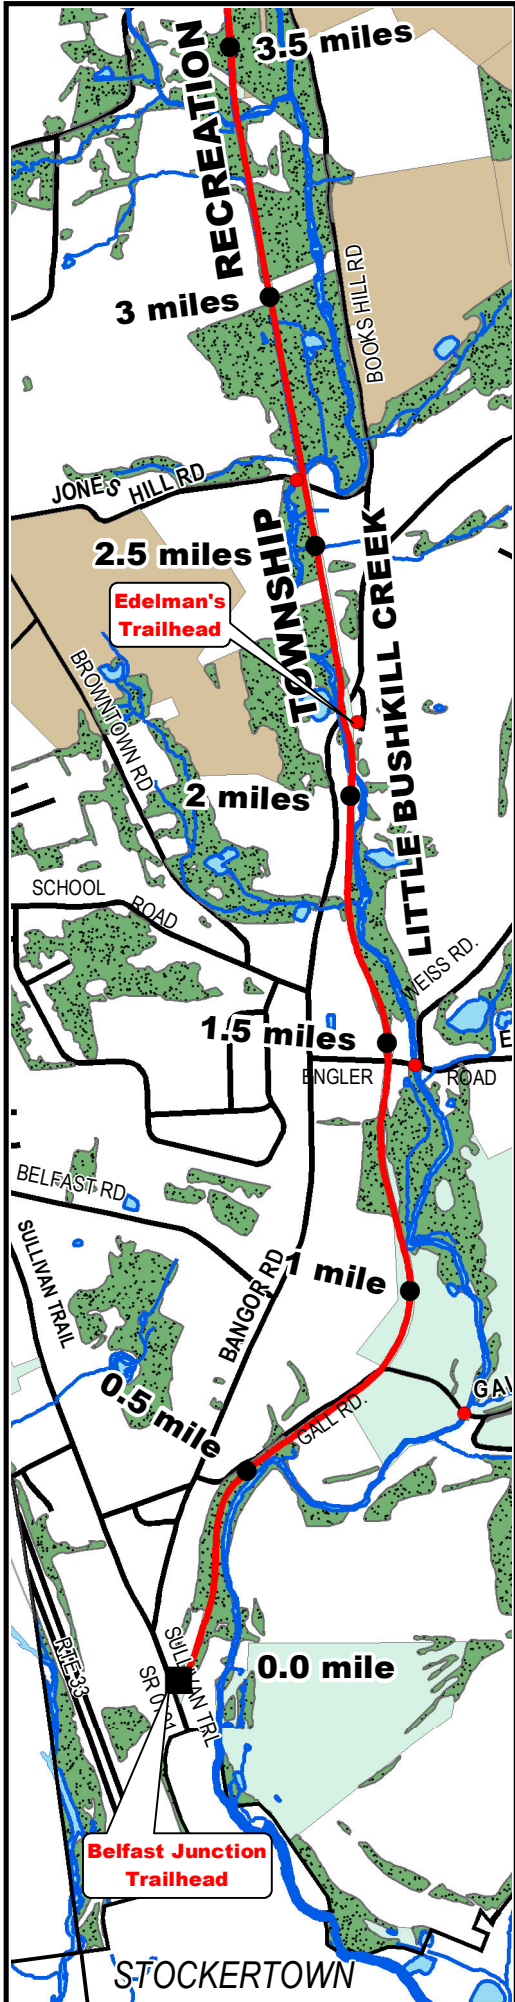 3.5 miles
RECREATION
BOOKS HILL RD
3 miles
JONES HILL RD
2.5 miles
TOWNSHIP
Edelman's
Trailhead
LITTLE BUSHKILL CREEK
BROWNTOWN RD
2 miles
SCHOOL ROAD
WEISS RD.
1.5 miles
ENGLER ROAD
E
BELFAST RD
SULLIVAN TRAIL
BANGOR RD
1 mile
0.5 mile
GAL
GALL RD.
SULLIVAN TRL
SR 0191
RTE 33
0.0 mile
Belfast Junction
Trailhead
STOCKERTOWN